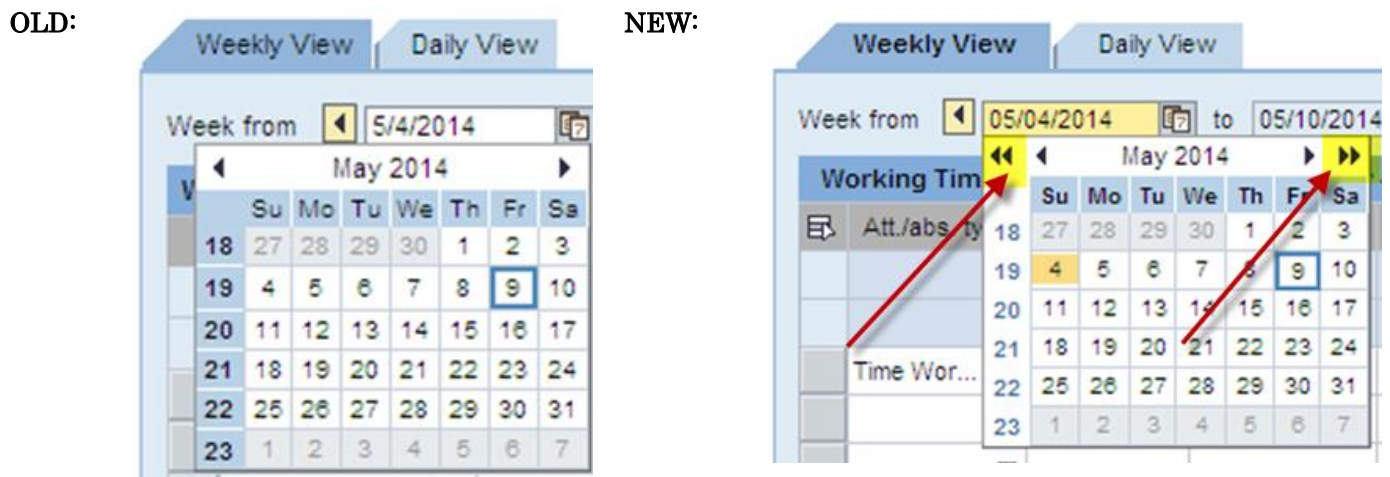 OLD:
Weekly View Daily View
Week from 5/4/2014
May 2014
Su Mo Tu We Th Fr Sa
18 27 28 29 30 1 2 3
19 4 5 6 7 8 9 10
20 11 12 13 14 15 16 17
21 18 19 20 21 22 23 24
22 25 26 27 28 29 30 31
23 1 2 3 4 5 6 7
NEW:
Weekly View Daily View
Week from 05/04/2014 to 05/10/2014
Working Tim
May 2014
Att./abs. ty
Su Mo Tu We Th Fr Sa
18 27 28 29 30 1 2 3
19 4 5 6 7 8 9 10
20 11 12 13 14 15 16 17
21 18 19 20 21 22 23 24
Time Wor...
22 25 26 27 28 29 30 31
23 1 2 3 4 5 6 7